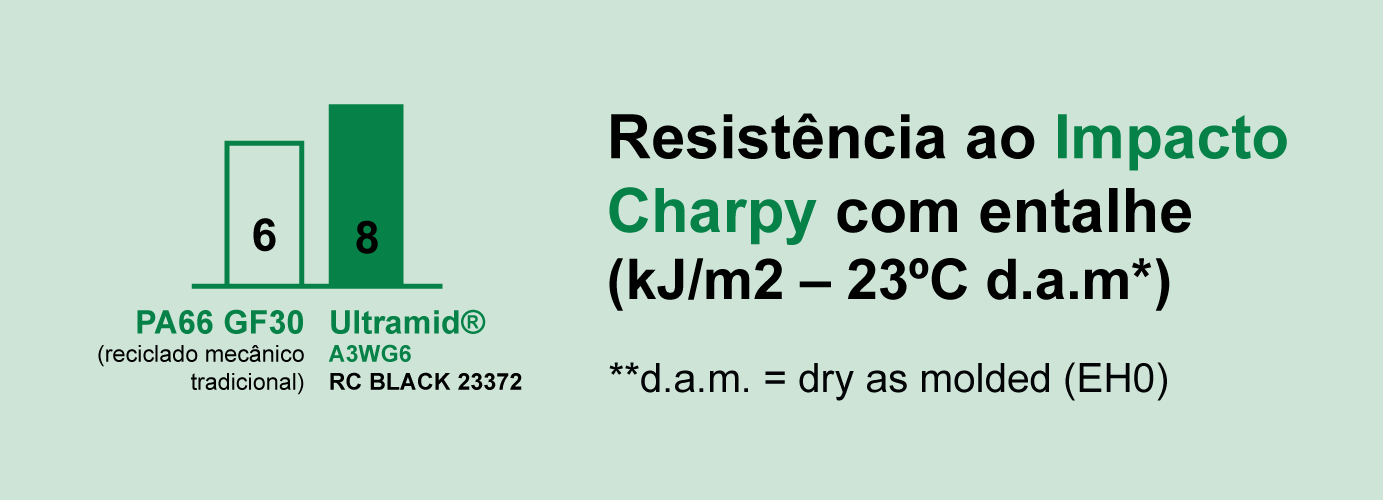 6
8
PA66 GF30
(reciclado mecânico
tradicional)
Ultramid®
A3WG6
RC BLACK 23372
Resistência ao Impacto
Charpy com entalhe
(kJ/m2 – 23ºC d.a.m*)
**d.a.m. = dry as molded (EH0)